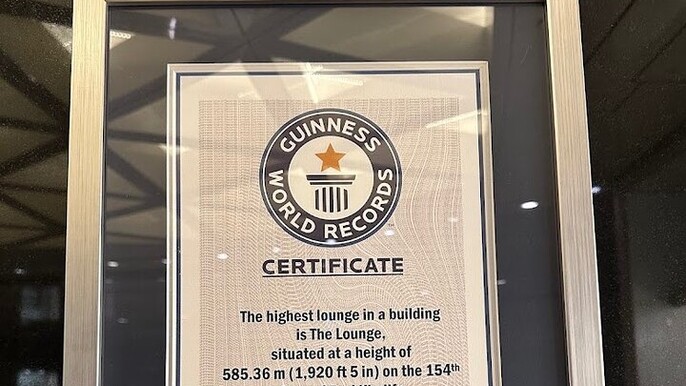 GUINNESS
WORLD RECORDS
CERTIFICATE
The highest lounge in a building
is The Lounge,
situated at a height of
585.36 m (1,920 ft 5 in) on the 154th